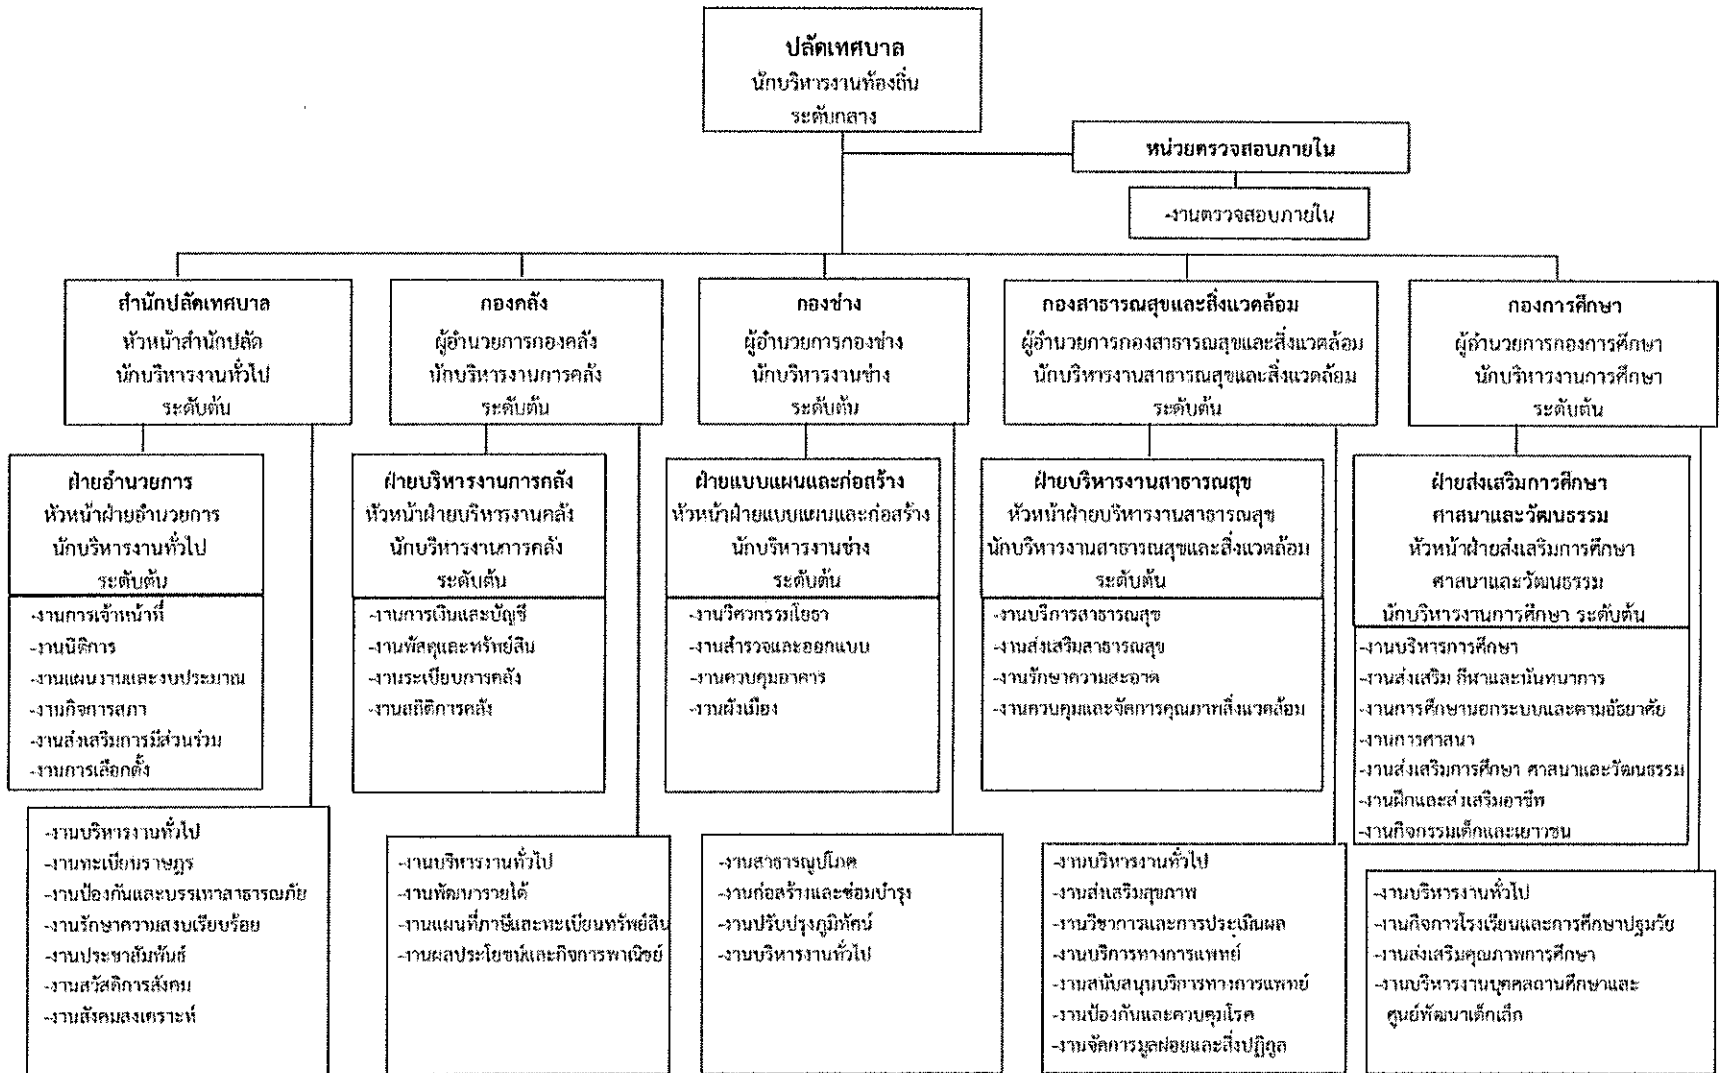 ปลัดเทศบาล
นักบริหารงานท้องถิ่น
ระดับกลาง
หน่วยตรวจสอบภายใน
-งานตรวจสอบภายใน
สำนักปลัดเทศบาล
หัวหน้าสำนักปลัด
นักบริหารงานทั่วไป
ระดับต้น
กองคลัง
ผู้อำนวยการกองคลัง
นักบริหารงานการคลัง
ระดับต้น
กองช่าง
ผู้อำนวยการกองช่าง
นักบริหารงานช่าง
ระดับต้น
กองสาธารณสุขและสิ่งแวดล้อม
ผู้อำนวยการกองสาธารณสุขและสิ่งแวดล้อม
นักบริหารงานสาธารณสุขและสิ่งแวดล้อม
ระดับต้น
กองการศึกษา
ผู้อำนวยการกองการศึกษา
นักบริหารงานการศึกษา
ระดับต้น
ฝ่ายอำนวยการ
หัวหน้าฝ่ายอำนวยการ
นักบริหารงานทั่วไป
ระดับต้น
-งานการเจ้าหน้าที่
-งานนิติการ
-งานแผนงานและงบประมาณ
-งานกิจการสภา
-งานส่งเสริมการมีส่วนร่วม
-งานการเลือกตั้ง
ฝ่ายบริหารงานการคลัง
หัวหน้าฝ่ายบริหารงานคลัง
นักบริหารงานการคลัง
ระดับต้น
-งานการเงินและบัญชี
-งานพัสดุและทรัพย์สิน
-งานระเบียบการคลัง
-งานสถิติการคลัง
ฝ่ายแบบแผนและก่อสร้าง
หัวหน้าฝ่ายแบบแผนและก่อสร้าง
นักบริหารงานช่าง
ระดับต้น
-งานวิศวกรรมโยธา
-งานสำรวจและออกแบบ
-งานควบคุมอาคาร
-งานผังเมือง
ฝ่ายบริหารงานสาธารณสุข
หัวหน้าฝ่ายบริหารงานสาธารณสุข
นักบริหารงานสาธารณสุขและสิ่งแวดล้อม
ระดับต้น
-งานบริการสาธารณสุข
-งานส่งเสริมสาธารณสุข
-งานรักษาความสะอาด
-งานควบคุมและจัดการคุณภาพสิ่งแวดล้อม
ฝ่ายส่งเสริมการศึกษา
ศาสนาและวัฒนธรรม
หัวหน้าฝ่ายส่งเสริมการศึกษา
ศาสนาและวัฒนธรรม
นักบริหารงานการศึกษา ระดับต้น
-งานบริหารการศึกษา
-งานส่งเสริม กีฬาและนันทนาการ
-งานการศึกษานอกระบบและตามอัธยาศัย
-งานการศาสนา
-งานส่งเสริมการศึกษา ศาสนาและวัฒนธรรม
-งานฝึกและส่งเสริมอาชีพ
-งานกิจกรรมเด็กและเยาวชน
-งานบริหารงานทั่วไป
-งานทะเบียนราษฎร
-งานป้องกันและบรรเทาสาธารณภัย
-งานรักษาความสงบเรียบร้อย
-งานประชาสัมพันธ์
-งานสวัสดิการสังคม
-งานสังคมสงเคราะห์
-งานบริหารงานทั่วไป
-งานพัฒนารายได้
-งานแผนที่ภาษีและทะเบียนทรัพย์สิน
-งานผลประโยชน์และกิจการพาณิชย์
-งานสาธารณูปโภค
-งานก่อสร้างและซ่อมบำรุง
-งานปรับปรุงภูมิทัศน์
-งานบริหารงานทั่วไป
-งานบริหารงานทั่วไป
-งานส่งเสริมสุขภาพ
-งานวิชาการและการประเมินผล
-งานบริการทางการแพทย์
-งานสนับสนุนบริการทางการแพทย์
-งานป้องกันและควบคุมโรค
-งานจัดการมูลฝอยและสิ่งปฏิกูล
-งานบริหารงานทั่วไป
-งานกิจการโรงเรียนและการศึกษาปฐมวัย
-งานส่งเสริมคุณภาพการศึกษา
-งานบริหารงานบุคคลถานศึกษาและ
ศูนย์พัฒนาเด็กเล็ก